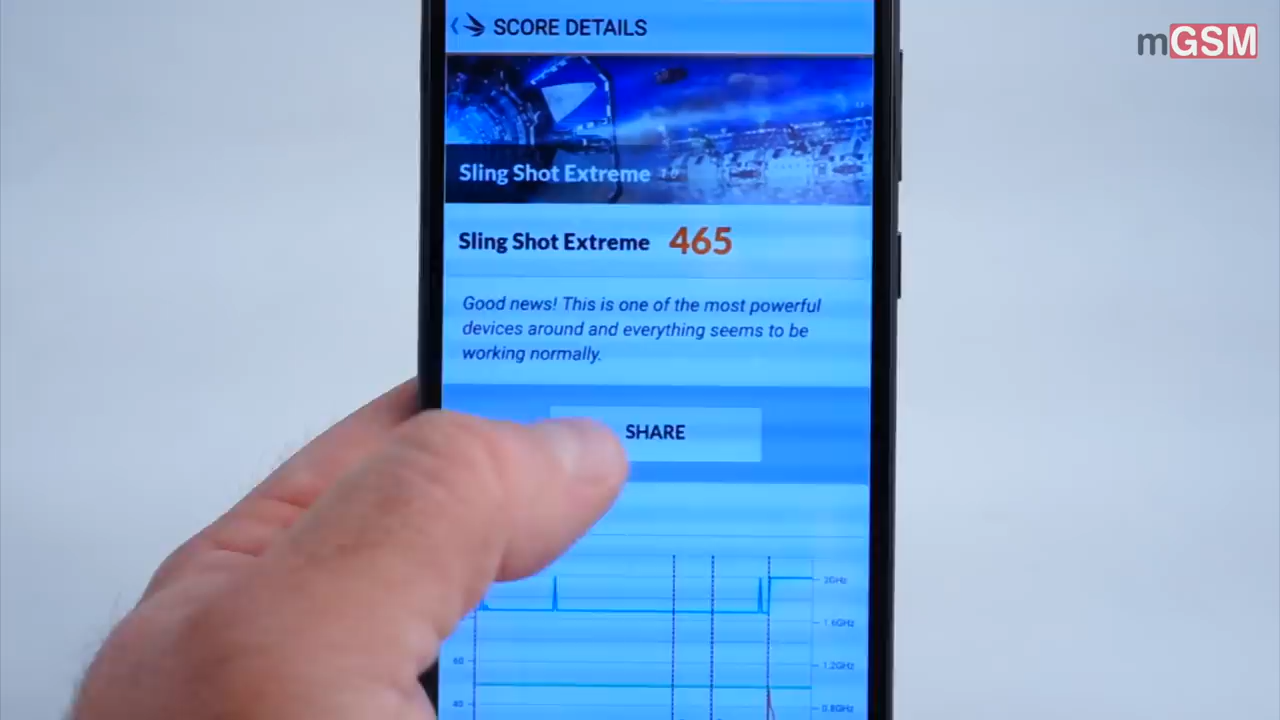 SCORE DETAILS
mGSM
Sling Shot Extreme 1.0
Sling Shot Extreme 465
Good news! This is one of the most powerful
devices around and everything seems to be
working normally.
SHARE
2GHz
1.6GHz
60
1.2GHz
40
0.8GHz